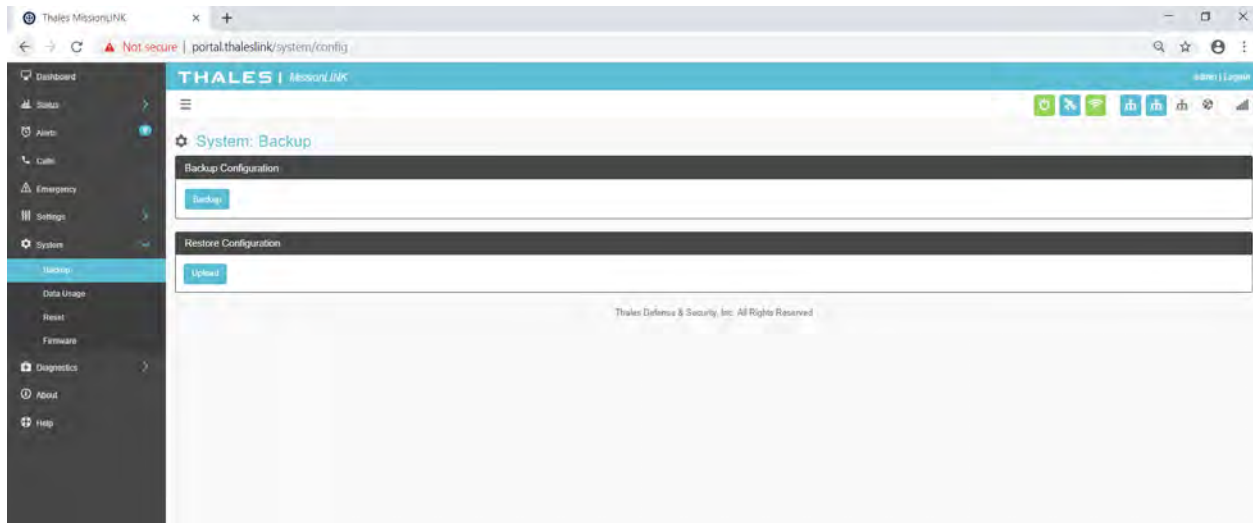 Thales MissionLINK
Not secure | portal.thaleslink/system/config
Dashboard
THALES | MissionLINK
admin | Logout
Status
Alerts
System: Backup
Calls
Backup Configuration
Emergency
Backup
Settings
System
Restore Configuration
Backup
Upload
Data Usage
Reset
Thales Defense & Security, Inc. All Rights Reserved
Firmware
Diagnostics
About
Help